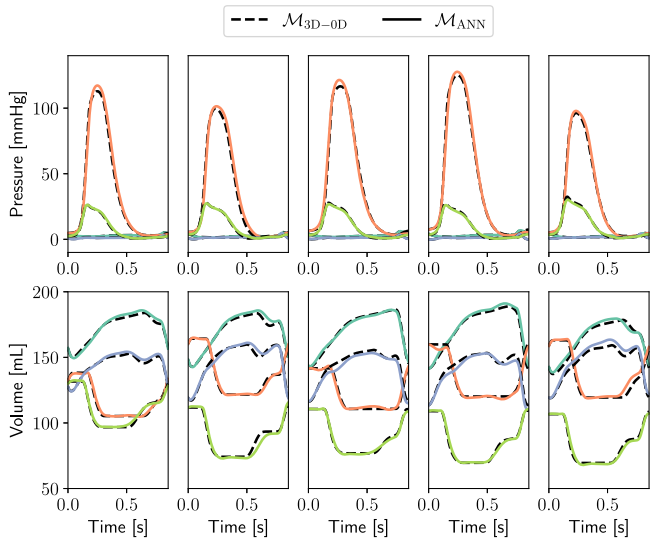 M3D−0D MANN
Pressure [mmHg]
100
50
0
0.0 0.5 0.0 0.5 0.0 0.5 0.0 0.5 0.0 0.5
Volume [mL]
200
150
100
50
0.0 0.5 0.0 0.5 0.0 0.5 0.0 0.5 0.0 0.5
Time [s] Time [s] Time [s] Time [s] Time [s]